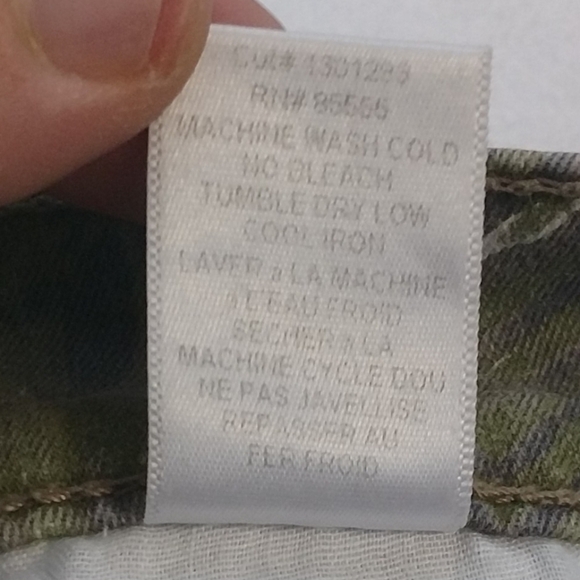 Cut# 1301293
RN# 85555
MACHINE WASH COLD
NO BLEACH
TUMBLE DRY LOW
COOL IRON
LAVER a LA MACHINE
a L'EAU FROID
SECHER a LA
MACHINE CYCLE DOU
NE PAS JAVELLISE
REPASSER AU
FER FROID